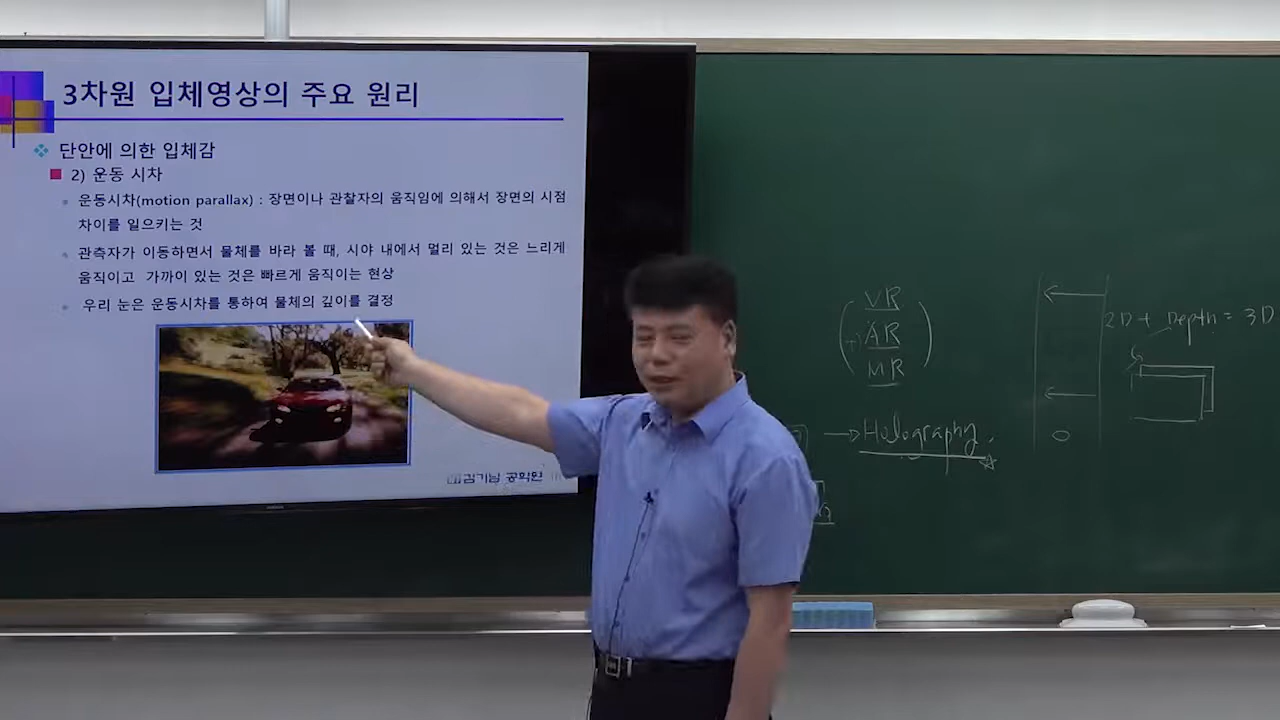 3차원 입체영상의 주요 원리
단안에 의한 입체감
2) 운동 시차
운동시차(motion parallax) : 장면이나 관찰자의 움직임에 의해서 장면의 시점
차이를 일으키는 것
관측자가 이동하면서 물체를 바라 볼 때, 시야 내에서 멀리 있는 것은 느리게
움직이고 가까이 있는 것은 빠르게 움직이는 현상
우리 눈은 운동시차를 통하여 물체의 깊이를 결정
김기남 공학원
VR
AR
MR
→ Holography.
2D + Depth = 3D